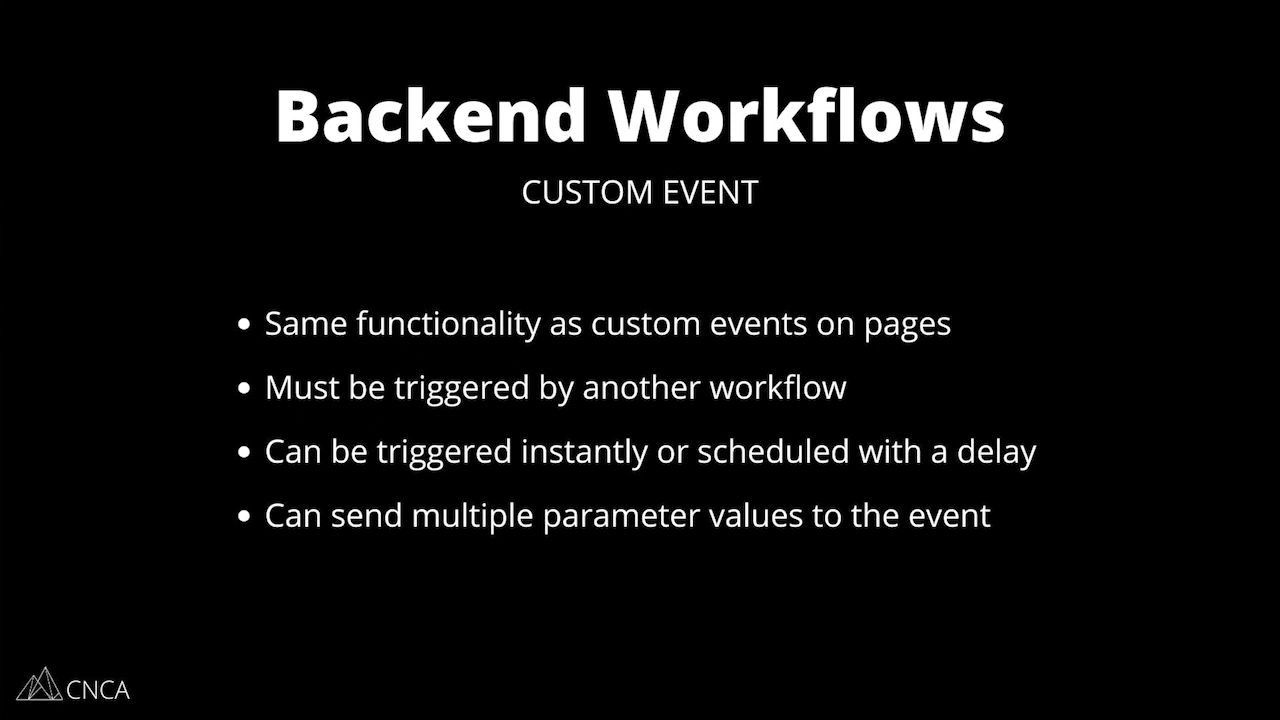 Backend Workflows
CUSTOM EVENT
• Same functionality as custom events on pages
• Must be triggered by another workflow
• Can be triggered instantly or scheduled with a delay
• Can send multiple parameter values to the event
CNCA